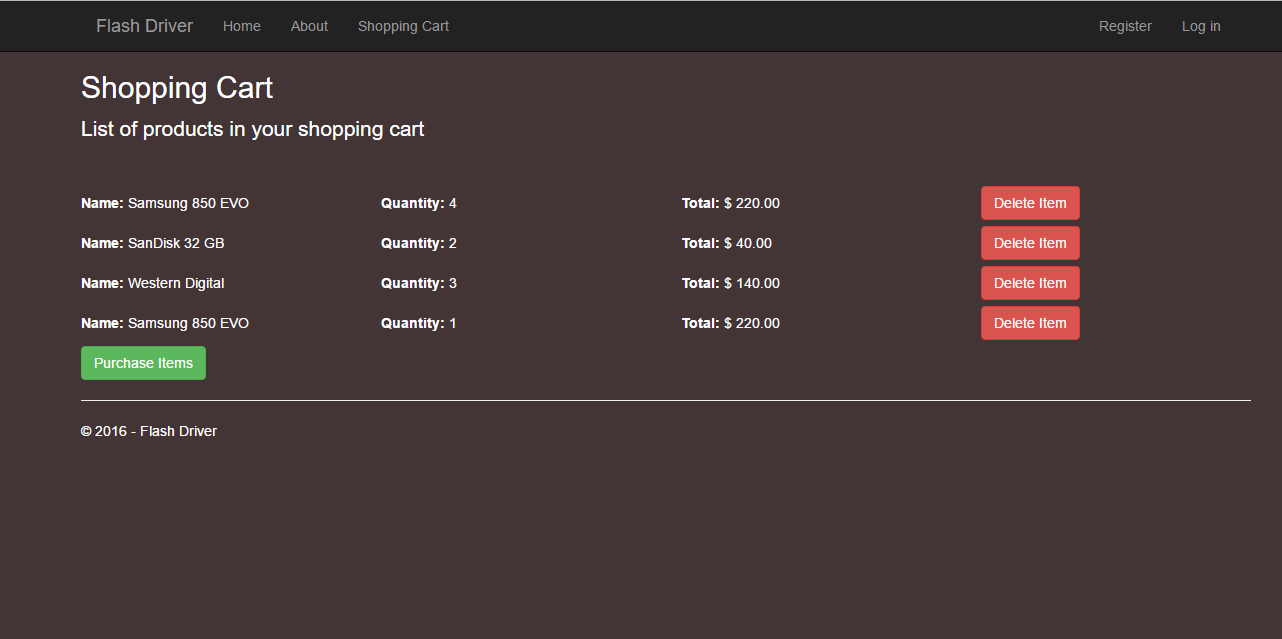 Flash Driver Home About Shopping Cart Register Log in
Shopping Cart
List of products in your shopping cart
Name: Samsung 850 EVO Quantity: 4 Total: $ 220.00 Delete Item
Name: SanDisk 32 GB Quantity: 2 Total: $ 40.00 Delete Item
Name: Western Digital Quantity: 3 Total: $ 140.00 Delete Item
Name: Samsung 850 EVO Quantity: 1 Total: $ 220.00 Delete Item
Purchase Items
© 2016 - Flash Driver